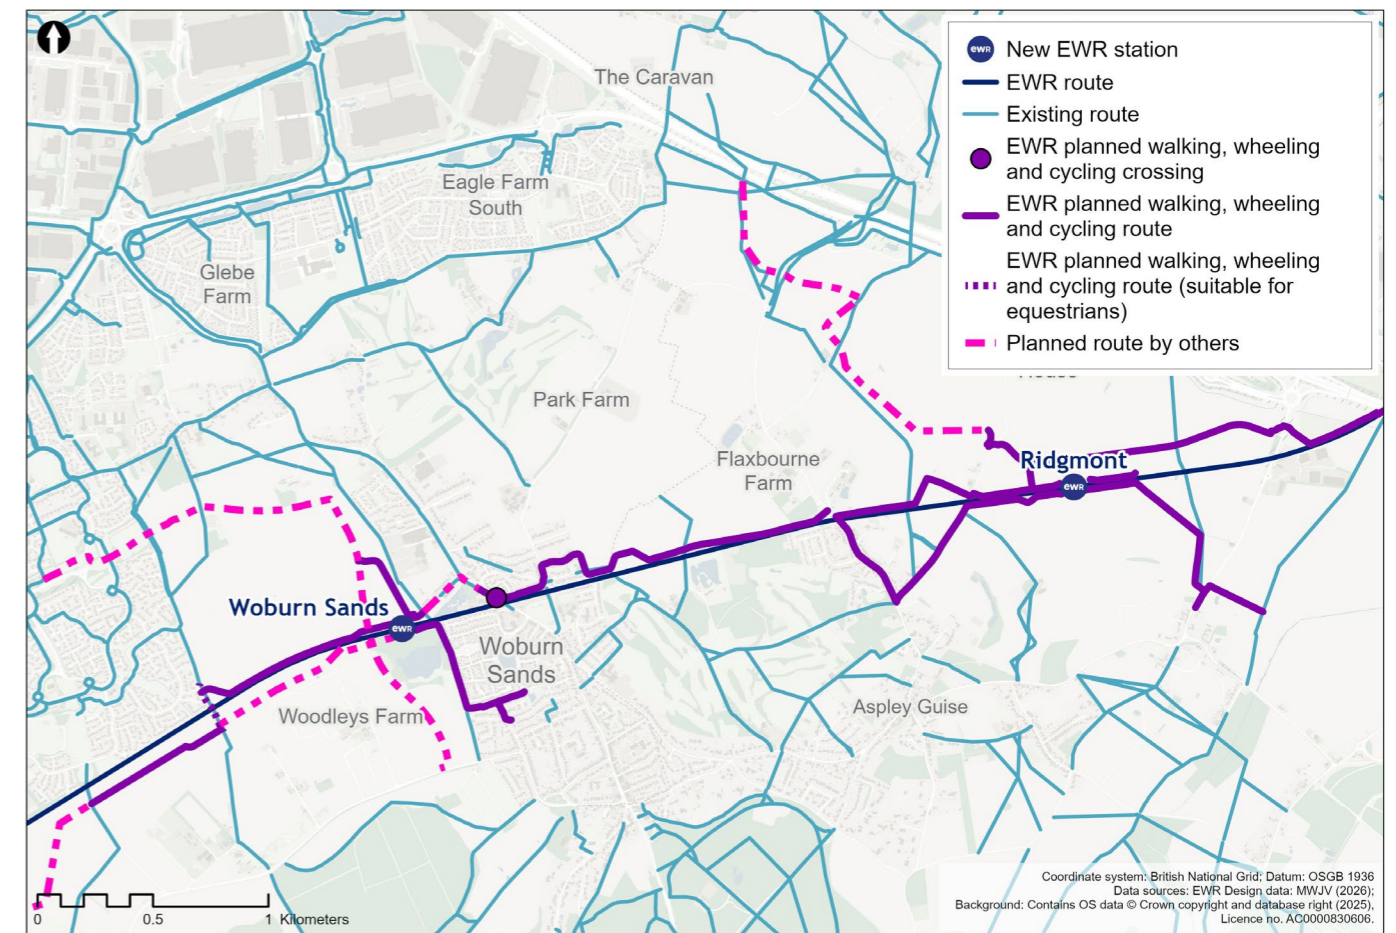 The Caravan
Eagle Farm
South
Glebe
Farm
Park Farm
Flaxbourne
Farm
Ridgmont
ewr
Woburn Sands
ewr
Woburn
Sands
Woodleys Farm
Aspley Guise
ewr
New EWR station
EWR route
Existing route
EWR planned walking, wheeling
and cycling crossing
EWR planned walking, wheeling
and cycling route
EWR planned walking, wheeling
and cycling route (suitable for
equestrians)
Planned route by others
0 0.5 1 Kilometers
Coordinate system: British National Grid; Datum: OSGB 1936
Data sources: EWR Design data: MWJV (2026);
Background: Contains OS data © Crown copyright and database right (2025),
Licence no. AC0000830606.